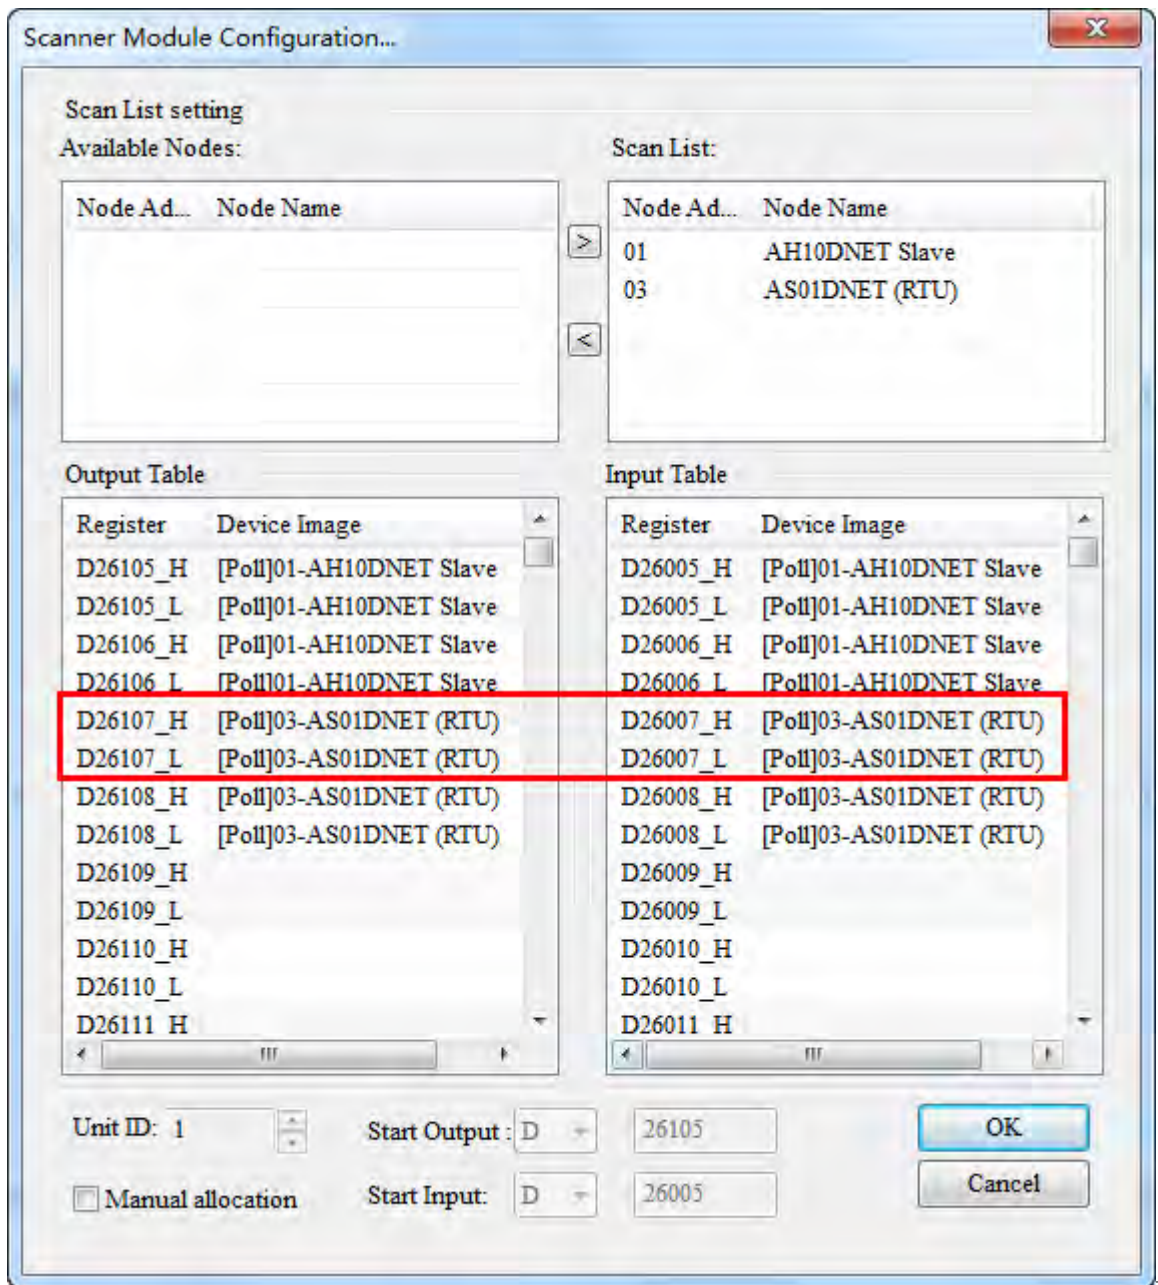 Scanner Module Configuration...
Scan List setting
Available Nodes:
Scan List:
Node Ad... Node Name
Node Ad... Node Name
>
01 AH10DNET Slave
03 AS01DNET (RTU)
<
Output Table
Input Table
Register Device Image
Register Device Image
D26105_H [Poll]01-AH10DNET Slave
D26005_H [Poll]01-AH10DNET Slave
D26105_L [Poll]01-AH10DNET Slave
D26005_L [Poll]01-AH10DNET Slave
D26106_H [Poll]01-AH10DNET Slave
D26006_H [Poll]01-AH10DNET Slave
D26106_L [Poll]01-AH10DNET Slave
D26006_L [Poll]01-AH10DNET Slave
D26107_H [Poll]03-AS01DNET (RTU)
D26007_H [Poll]03-AS01DNET (RTU)
D26107_L [Poll]03-AS01DNET (RTU)
D26007_L [Poll]03-AS01DNET (RTU)
D26108_H [Poll]03-AS01DNET (RTU)
D26008_H [Poll]03-AS01DNET (RTU)
D26108_L [Poll]03-AS01DNET (RTU)
D26008_L [Poll]03-AS01DNET (RTU)
D26109_H
D26009_H
D26109_L
D26009_L
D26110_H
D26010_H
D26110_L
D26010_L
D26111_H
D26011_H
Unit ID: 1
Start Output : D 26105
OK
Manual allocation
Start Input: D 26005
Cancel